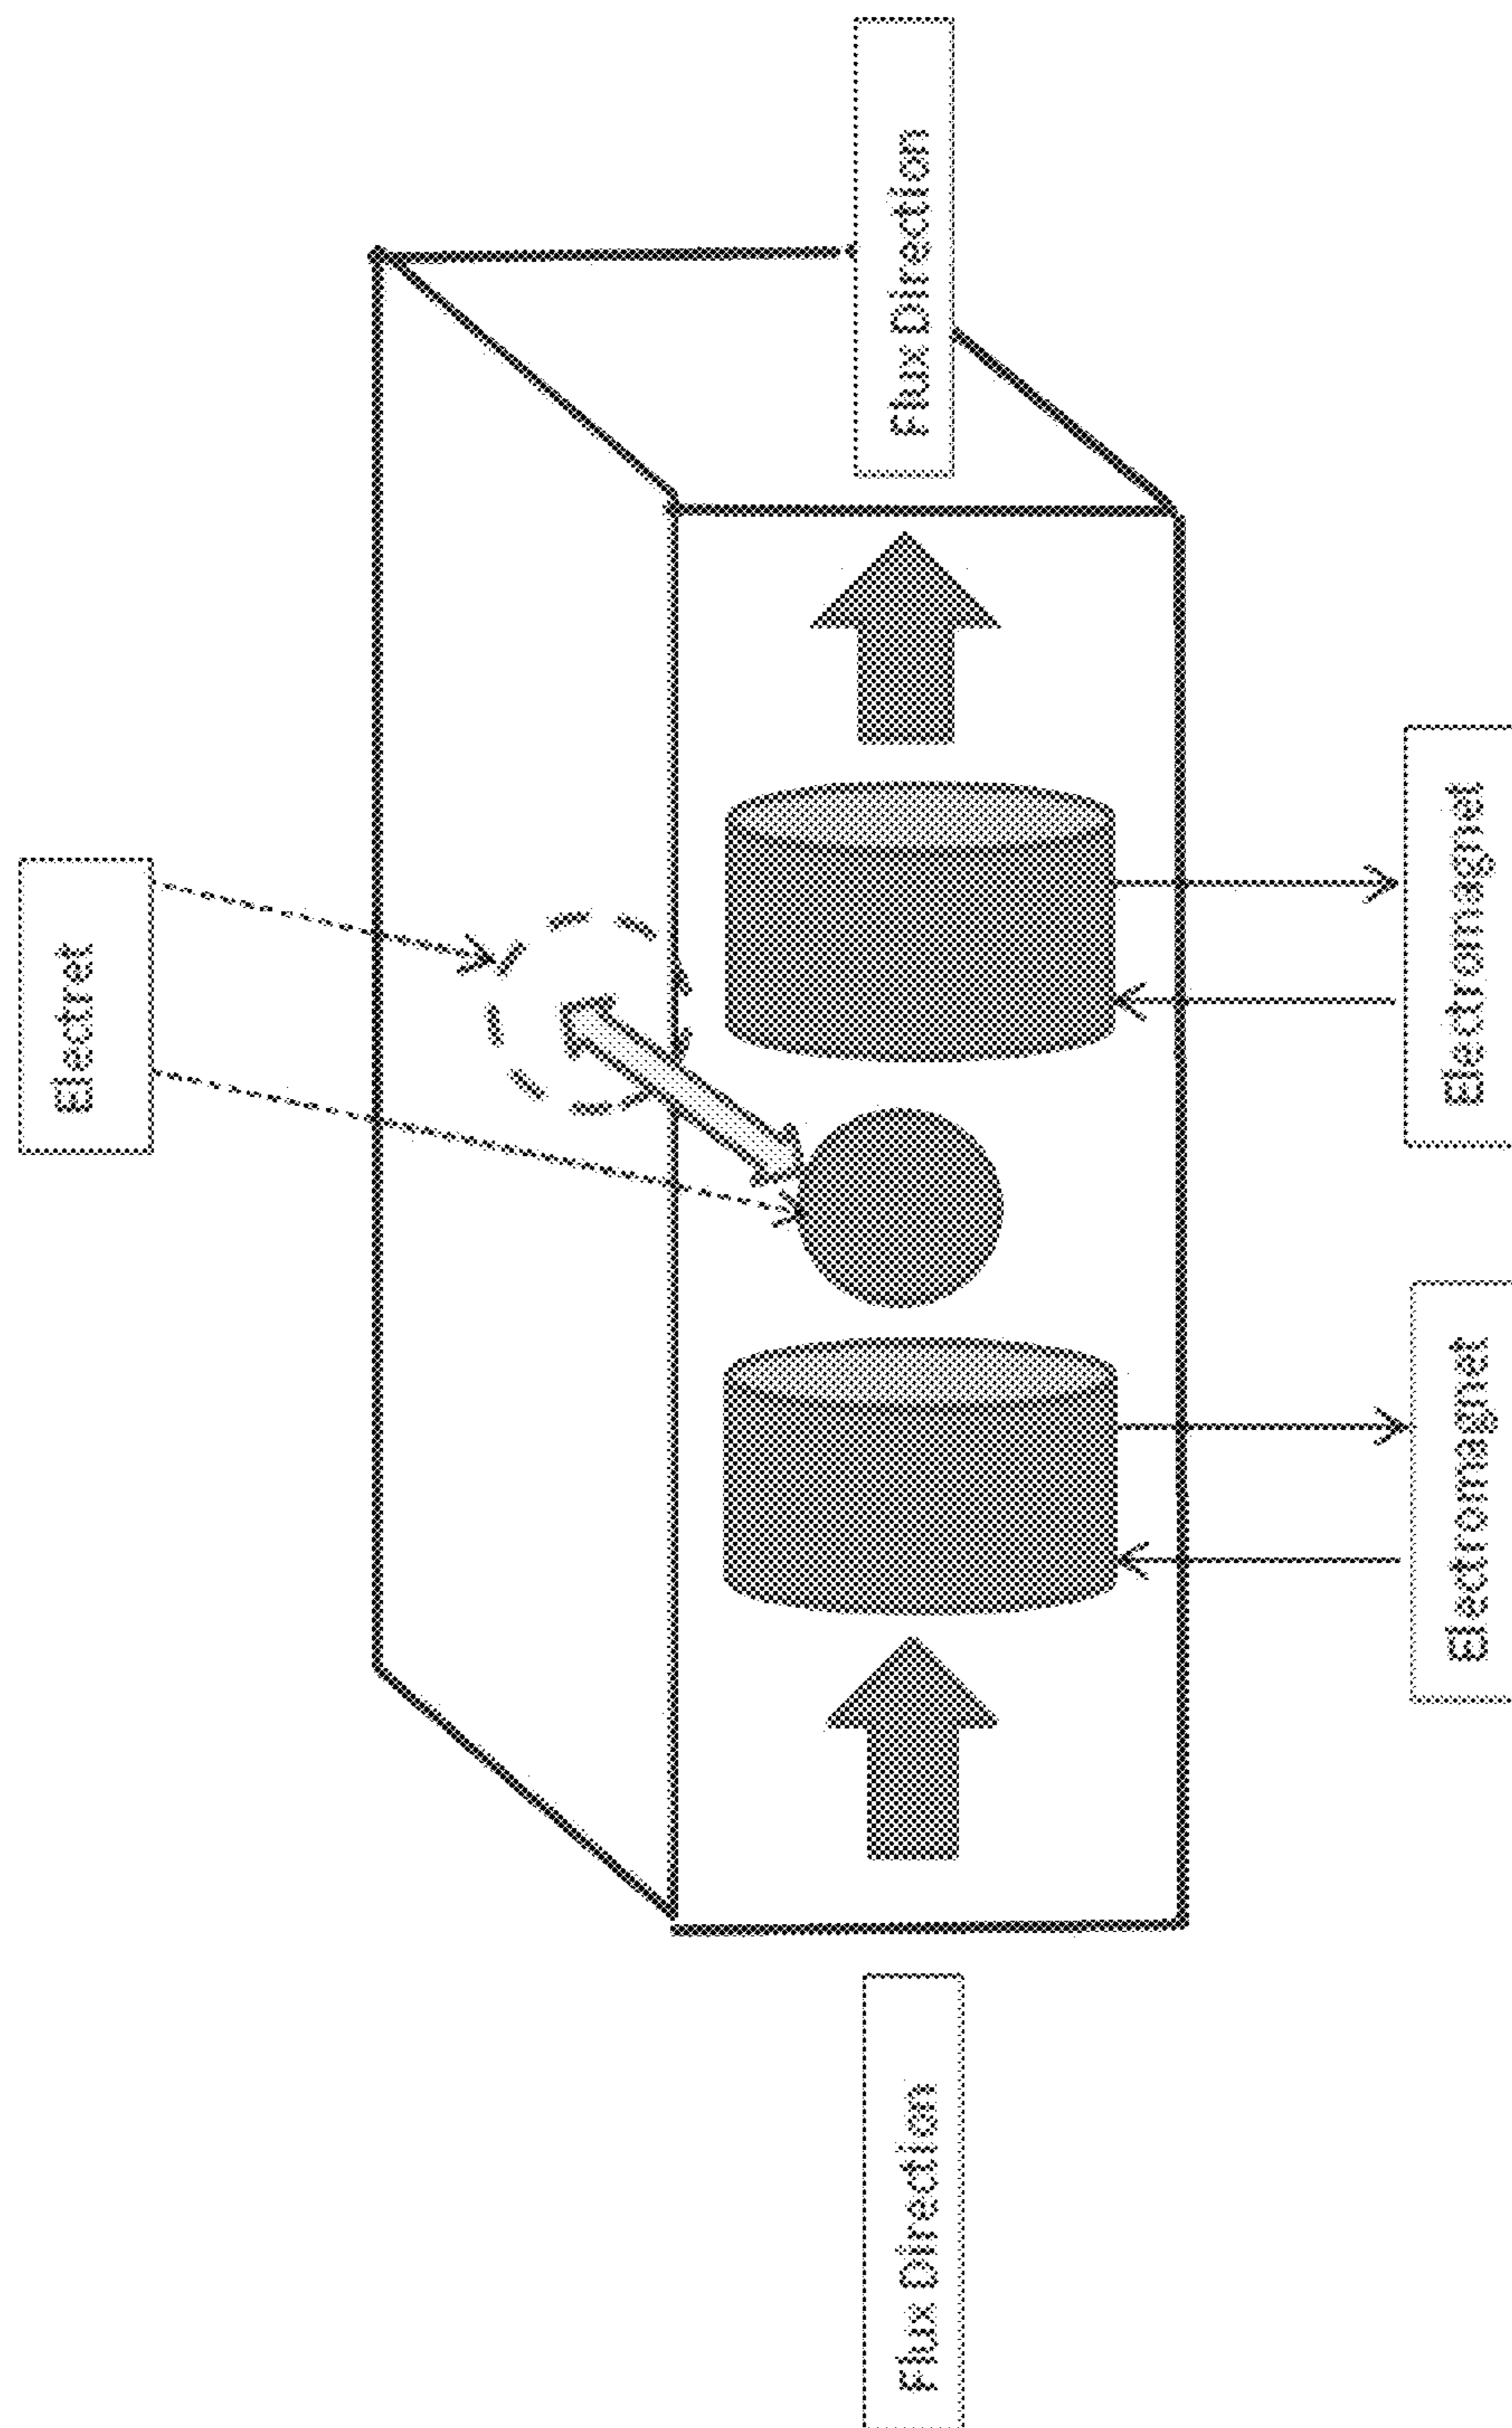 Electret
Flux Direction
Flux Direction
Electromagnet
Electromagnet